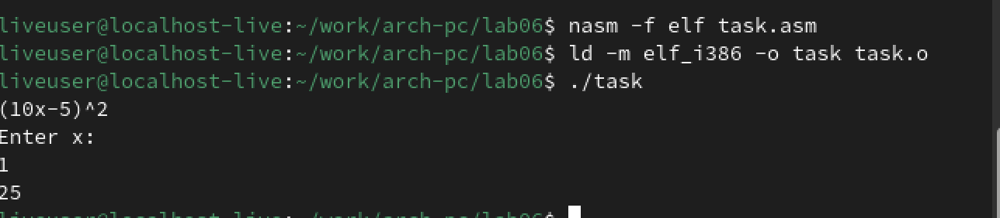 liveuser@localhost-live:~/work/arch-pc/lab06$ nasm -f elf task.asm
liveuser@localhost-live:~/work/arch-pc/lab06$ ld -m elf_i386 -o task task.o
liveuser@localhost-live:~/work/arch-pc/lab06$ ./task
(10x-5)^2
Enter x:
1
25
liveuser@localhost-live:~/work/arch-pc/lab06$